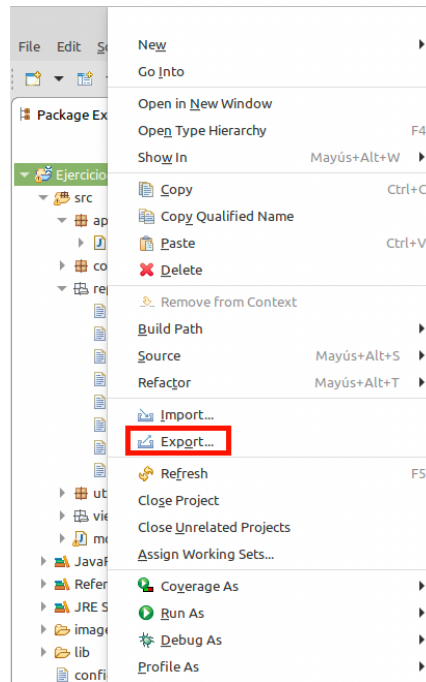 File Edit
Package Ex
Ejercicio
src
ap
co
re
ut
vie
mo
JavaF
Refer
JRE S
image
lib
confi
New
Go Into
Open in New Window
Open Type Hierarchy F4
Show In Mayús+Alt+W
Copy Ctrl+C
Copy Qualified Name
Paste Ctrl+V
Delete
Remove from Context
Build Path
Source Mayús+Alt+S
Refactor Mayús+Alt+T
Import...
Export...
Refresh F5
Close Project
Close Unrelated Projects
Assign Working Sets...
Coverage As
Run As
Debug As
Profile As